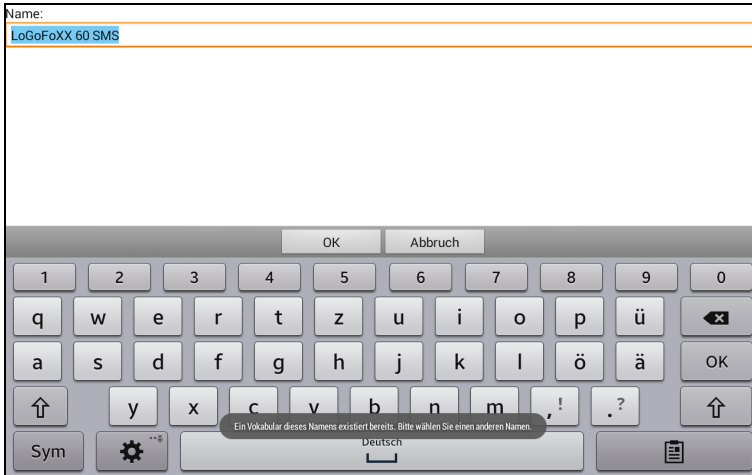 Name:
LoGoFoXX 60 SMS
OK Abbruch
1 2 3 4 5 6 7 8 9 0
q w e r t z u i o p ü
a s d f g h j k l ö ä OK
y x c v b n m , ! . ?
Ein Vokabular dieses Namens existiert bereits. Bitte wählen Sie einen anderen Namen.
Sym Deutsch